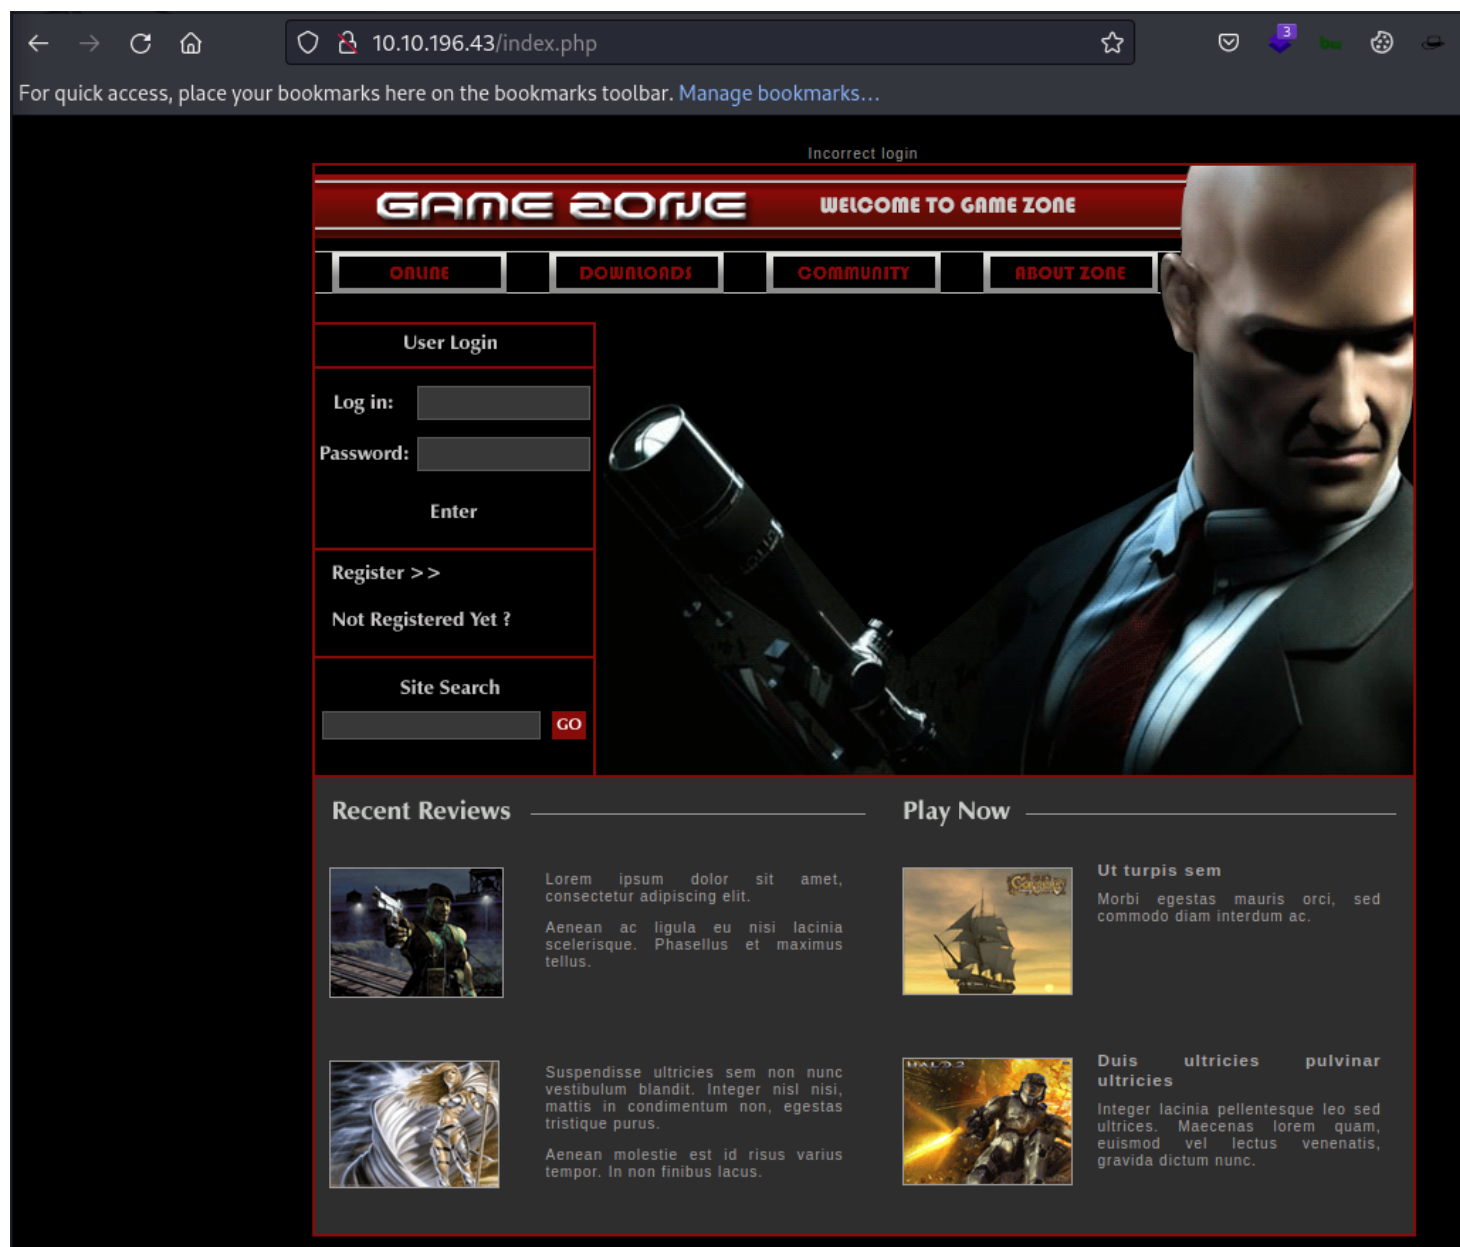 10.10.196.43/index.php
3
For quick access, place your bookmarks here on the bookmarks toolbar. Manage bookmarks...
Incorrect login
GAME ZONE
WELCOME TO GAME ZONE
ONLINE
DOWNLOADS
COMMUNITY
ABOUT ZONE
User Login
Log in:
Password:
Enter
Register >>
Not Registered Yet ?
Site Search
GO
Recent Reviews
Lorem ipsum dolor sit amet,
consectetur adipiscing elit.
Aenean ac ligula eu nisi lacinia
scelerisque. Phasellus et maximus
tellus.
Suspendisse ultricies sem non nunc
vestibulum blandit. Integer nisl nisi,
mattis in condimentum non, egestas
tristique purus.
Aenean molestie est id risus varius
tempor. In non finibus lacus.
Play Now
Ut turpis sem
Morbi egestas mauris orci, sed
commodo diam interdum ac.
HALO 2
Duis ultricies pulvinar
ultricies
Integer lacinia pellentesque leo sed
ultrices. Maecenas lorem quam,
euismod vel lectus venenatis,
gravida dictum nunc.